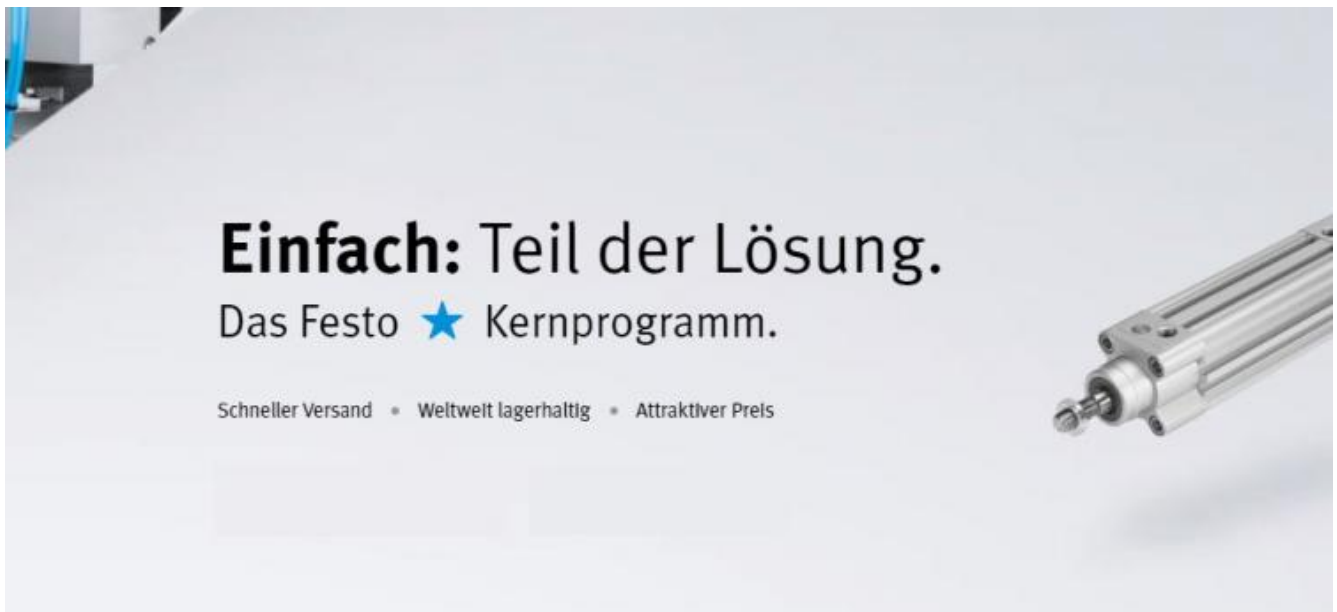 Einfach: Teil der Lösung.
Das Festo ★ Kernprogramm.
Schneller Versand • Weltweit lagerhaltig • Attraktiver Preis